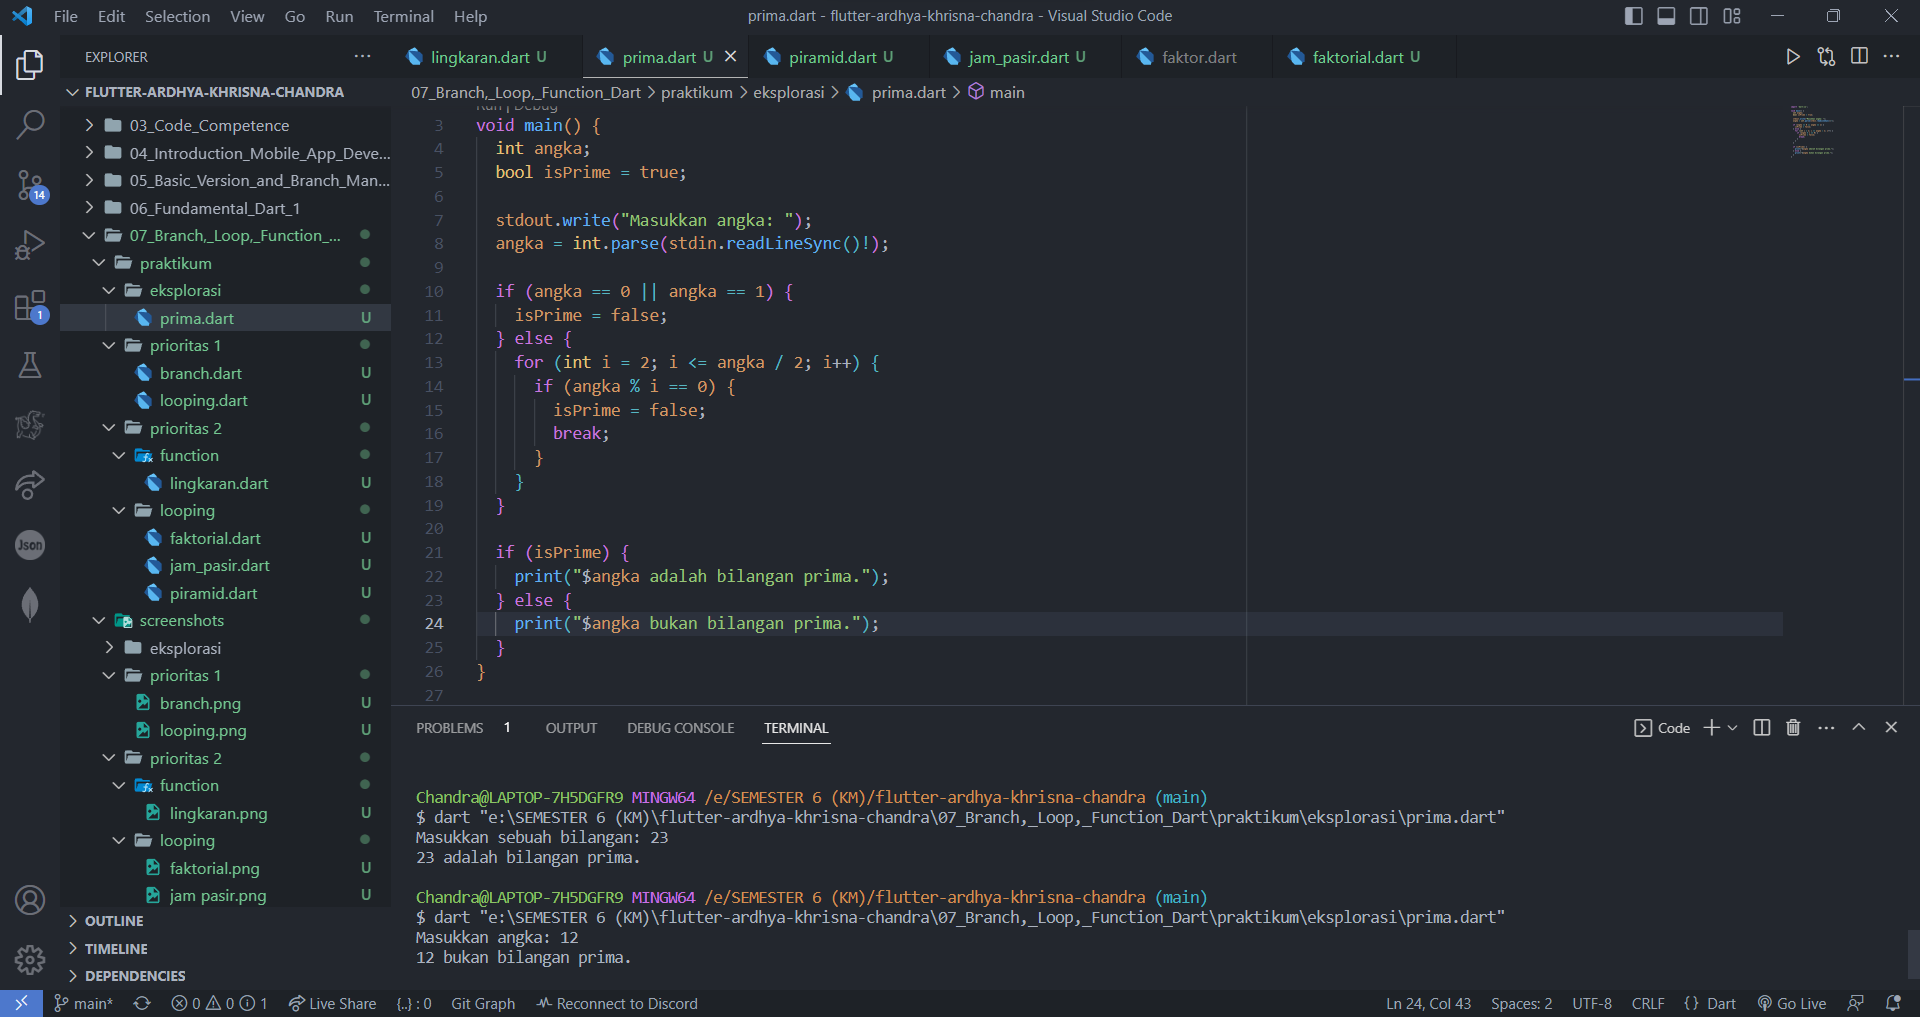 File Edit Selection View Go Run Terminal Help
prima.dart - flutter-ardhya-khrisna-chandra - Visual Studio Code
EXPLORER
FLUTTER-ARDHYA-KHRISNA-CHANDRA
03_Code_Competence
04_Introduction_Mobile_App_Deve...
05_Basic_Version_and_Branch_Man...
06_Fundamental_Dart_1
07_Branch,_Loop,_Function_...
praktikum
eksplorasi
prima.dart U
prioritas 1
branch.dart U
looping.dart U
prioritas 2
function
lingkaran.dart U
looping
faktorial.dart U
jam_pasir.dart U
piramid.dart U
screenshots
eksplorasi
prioritas 1
branch.png U
looping.png U
prioritas 2
function
lingkaran.png U
looping
faktorial.png U
jam pasir.png U
OUTLINE
TIMELINE
DEPENDENCIES
14
1
Json
lingkaran.dart U prima.dart U piramid.dart U jam_pasir.dart U faktor.dart faktorial.dart U
07_Branch,_Loop,_Function_Dart > praktikum > eksplorasi > prima.dart > main
Run | Debug
3 void main() {
4 int angka;
5 bool isPrime = true;
6
7 stdout.write("Masukkan angka: ");
8 angka = int.parse(stdin.readLineSync()!);
9
10 if (angka == 0 || angka == 1) {
11 isPrime = false;
12 } else {
13 for (int i = 2; i <= angka / 2; i++) {
14 if (angka % i == 0) {
15 isPrime = false;
16 break;
17 }
18 }
19 }
20
21 if (isPrime) {
22 print("$angka adalah bilangan prima.");
23 } else {
24 print("$angka bukan bilangan prima.");
25 }
26 }
27
PROBLEMS 1 OUTPUT DEBUG CONSOLE TERMINAL
Code
Chandra@LAPTOP-7H5DGFR9 MINGW64 /e/SEMESTER 6 (KM)/flutter-ardhya-khrisna-chandra (main)
$ dart "e:\SEMESTER 6 (KM)\flutter-ardhya-khrisna-chandra\07_Branch,_Loop,_Function_Dart\praktikum\eksplorasi\prima.dart"
Masukkan sebuah bilangan: 23
23 adalah bilangan prima.
Chandra@LAPTOP-7H5DGFR9 MINGW64 /e/SEMESTER 6 (KM)/flutter-ardhya-khrisna-chandra (main)
$ dart "e:\SEMESTER 6 (KM)\flutter-ardhya-khrisna-chandra\07_Branch,_Loop,_Function_Dart\praktikum\eksplorasi\prima.dart"
Masukkan angka: 12
12 bukan bilangan prima.
main* 0 0 1 Live Share {..} : 0 Git Graph Reconnect to Discord
Ln 24, Col 43 Spaces: 2 UTF-8 CRLF {} Dart Go Live